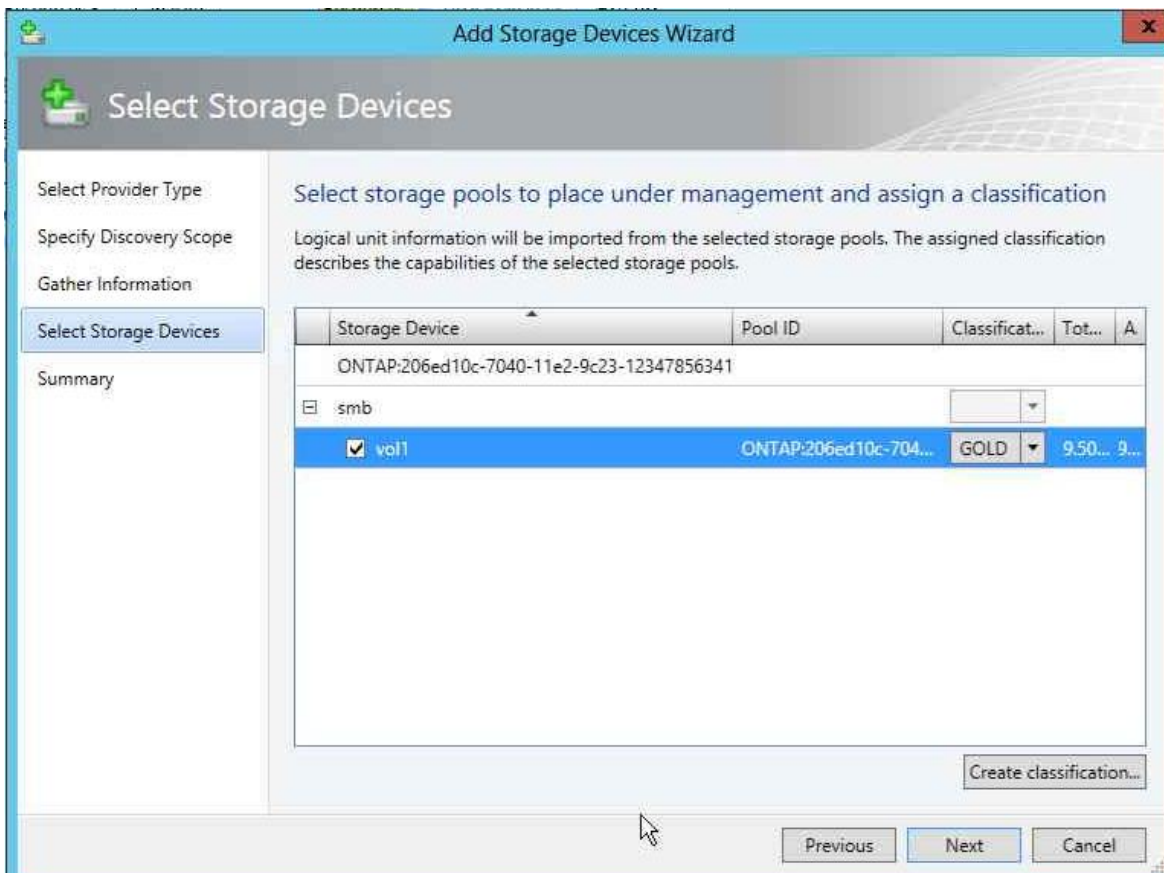 Add Storage Devices Wizard
x
Select Storage Devices
Select Provider Type
Specify Discovery Scope
Gather Information
Select Storage Devices
Summary
Select storage pools to place under management and assign a classification
Logical unit information will be imported from the selected storage pools. The assigned classification
describes the capabilities of the selected storage pools.
Storage Device Pool ID Classificat... Tot... A
ONTAP:206ed10c-7040-11e2-9c23-12347856341
smb
vol1 ONTAP:206ed10c-704... GOLD 9.50... 9...
Create classification...
Previous Next Cancel